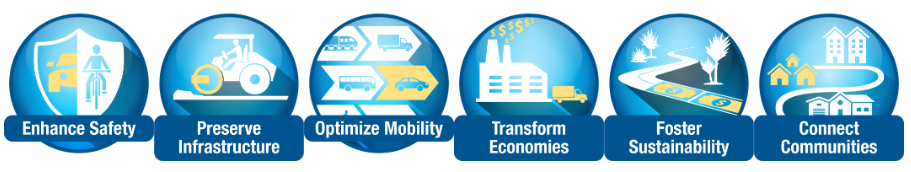 Enhance Safety
Preserve
Infrastructure
Optimize Mobility
Transform
Economies
Foster
Sustainability
Connect
Communities